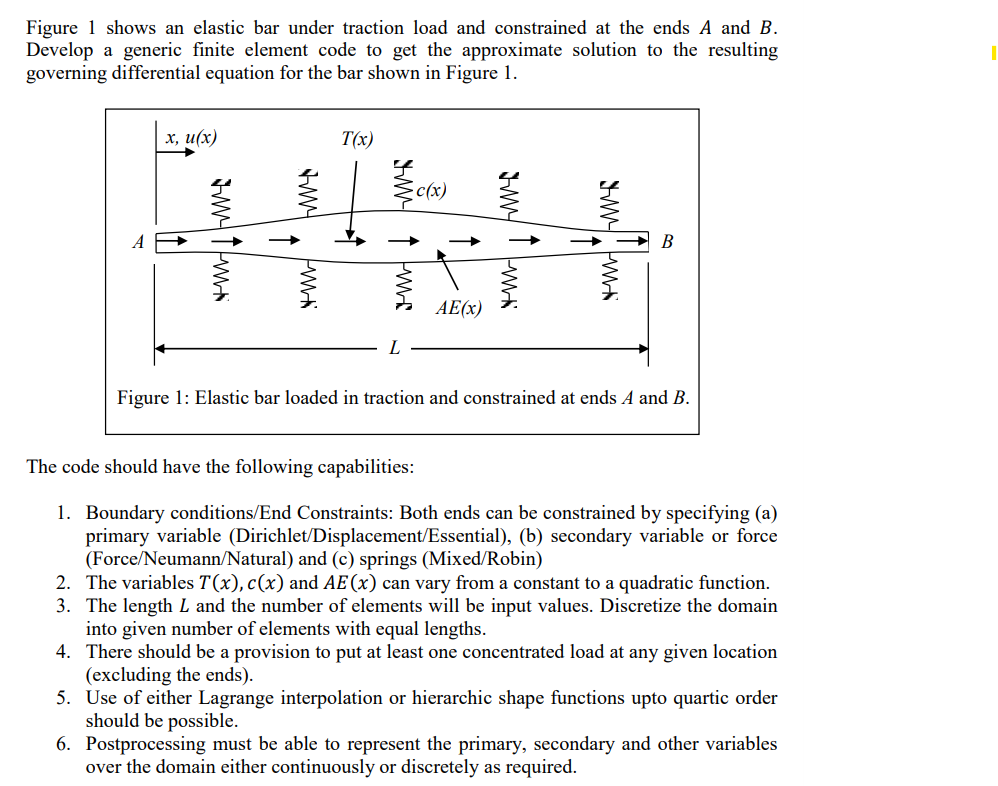 Figure 1 shows an elastic bar under traction load and constrained at the ends A and B.
Develop a generic finite element code to get the approximate solution to the resulting
governing differential equation for the bar shown in Figure 1.
x, u(x)
T(x)
c(x)
A
B
AE(x)
L
Figure 1: Elastic bar loaded in traction and constrained at ends A and B.
The code should have the following capabilities:
1. Boundary conditions/End Constraints: Both ends can be constrained by specifying (a)
primary variable (Dirichlet/Displacement/Essential), (b) secondary variable or force
(Force/Neumann/Natural) and (c) springs (Mixed/Robin)
2. The variables T(x), c(x) and AE(x) can vary from a constant to a quadratic function.
3. The length L and the number of elements will be input values. Discretize the domain
into given number of elements with equal lengths.
4. There should be a provision to put at least one concentrated load at any given location
(excluding the ends).
5. Use of either Lagrange interpolation or hierarchic shape functions upto quartic order
should be possible.
6. Postprocessing must be able to represent the primary, secondary and other variables
over the domain either continuously or discretely as required.